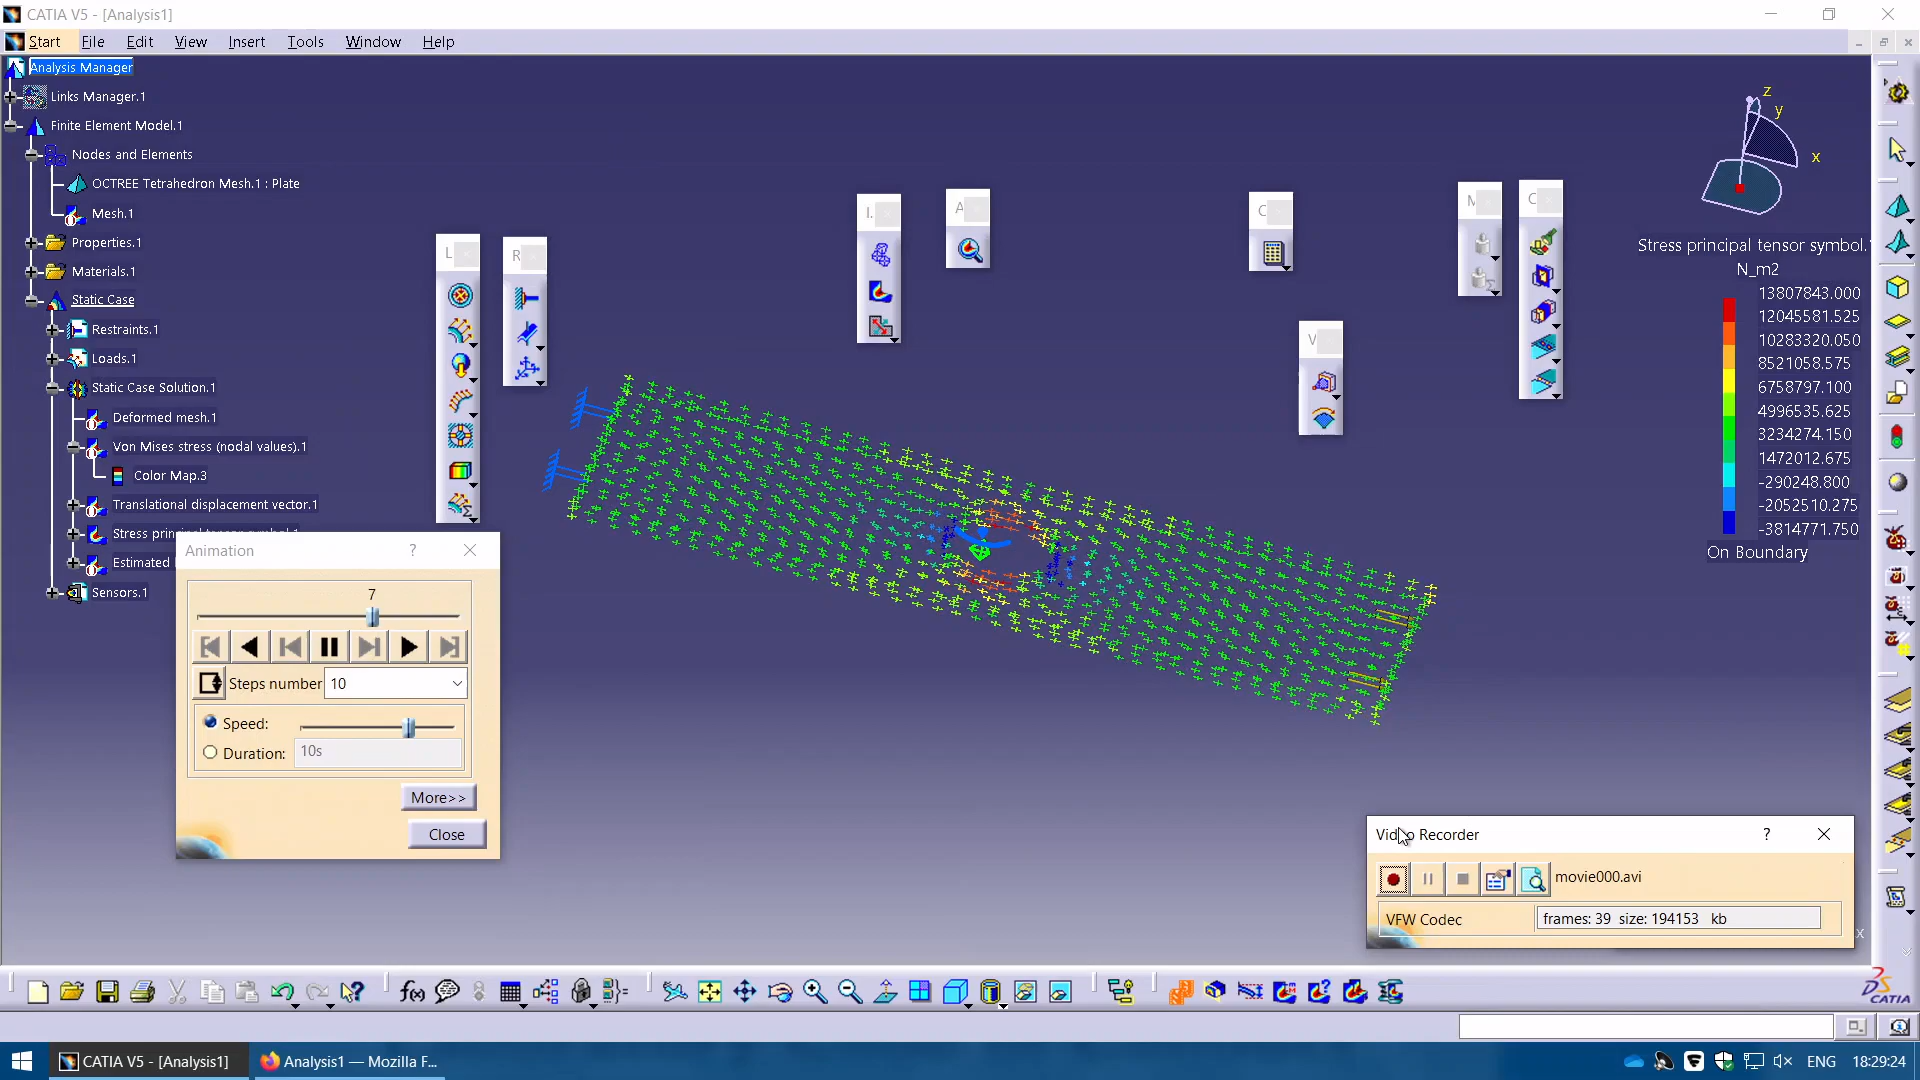 CATIA V5 - [Analysis1]
Start File Edit View Insert Tools Window Help
Analysis Manager
Links Manager.1
Finite Element Model.1
Nodes and Elements
OCTREE Tetrahedron Mesh.1 : Plate
Mesh.1
Properties.1
Materials.1
Static Case
Restraints.1
Loads.1
Static Case Solution.1
Deformed mesh.1
Von Mises stress (nodal values).1
Color Map.3
Translational displacement vector.1
Stress
Estimated
Sensors.1
L
R
I.
A
C
V
C
z
y
x
Stress principal tensor symbol.
N_m2
13807843.000
12045581.525
10283320.050
8521058.575
6758797.100
4996535.625
3234274.150
1472012.675
-290248.800
-2052510.275
-3814771.750
On Boundary
Animation ?
7
Steps number 10
Speed:
Duration: 10s
More>>
Close
Video Recorder ?
movie000.avi
VFW Codec frames: 39 size: 194153 kb
x
f(x)
DS CATIA
CATIA V5 - [Analysis1]
Analysis1 — Mozilla F...
ENG 18:29:24